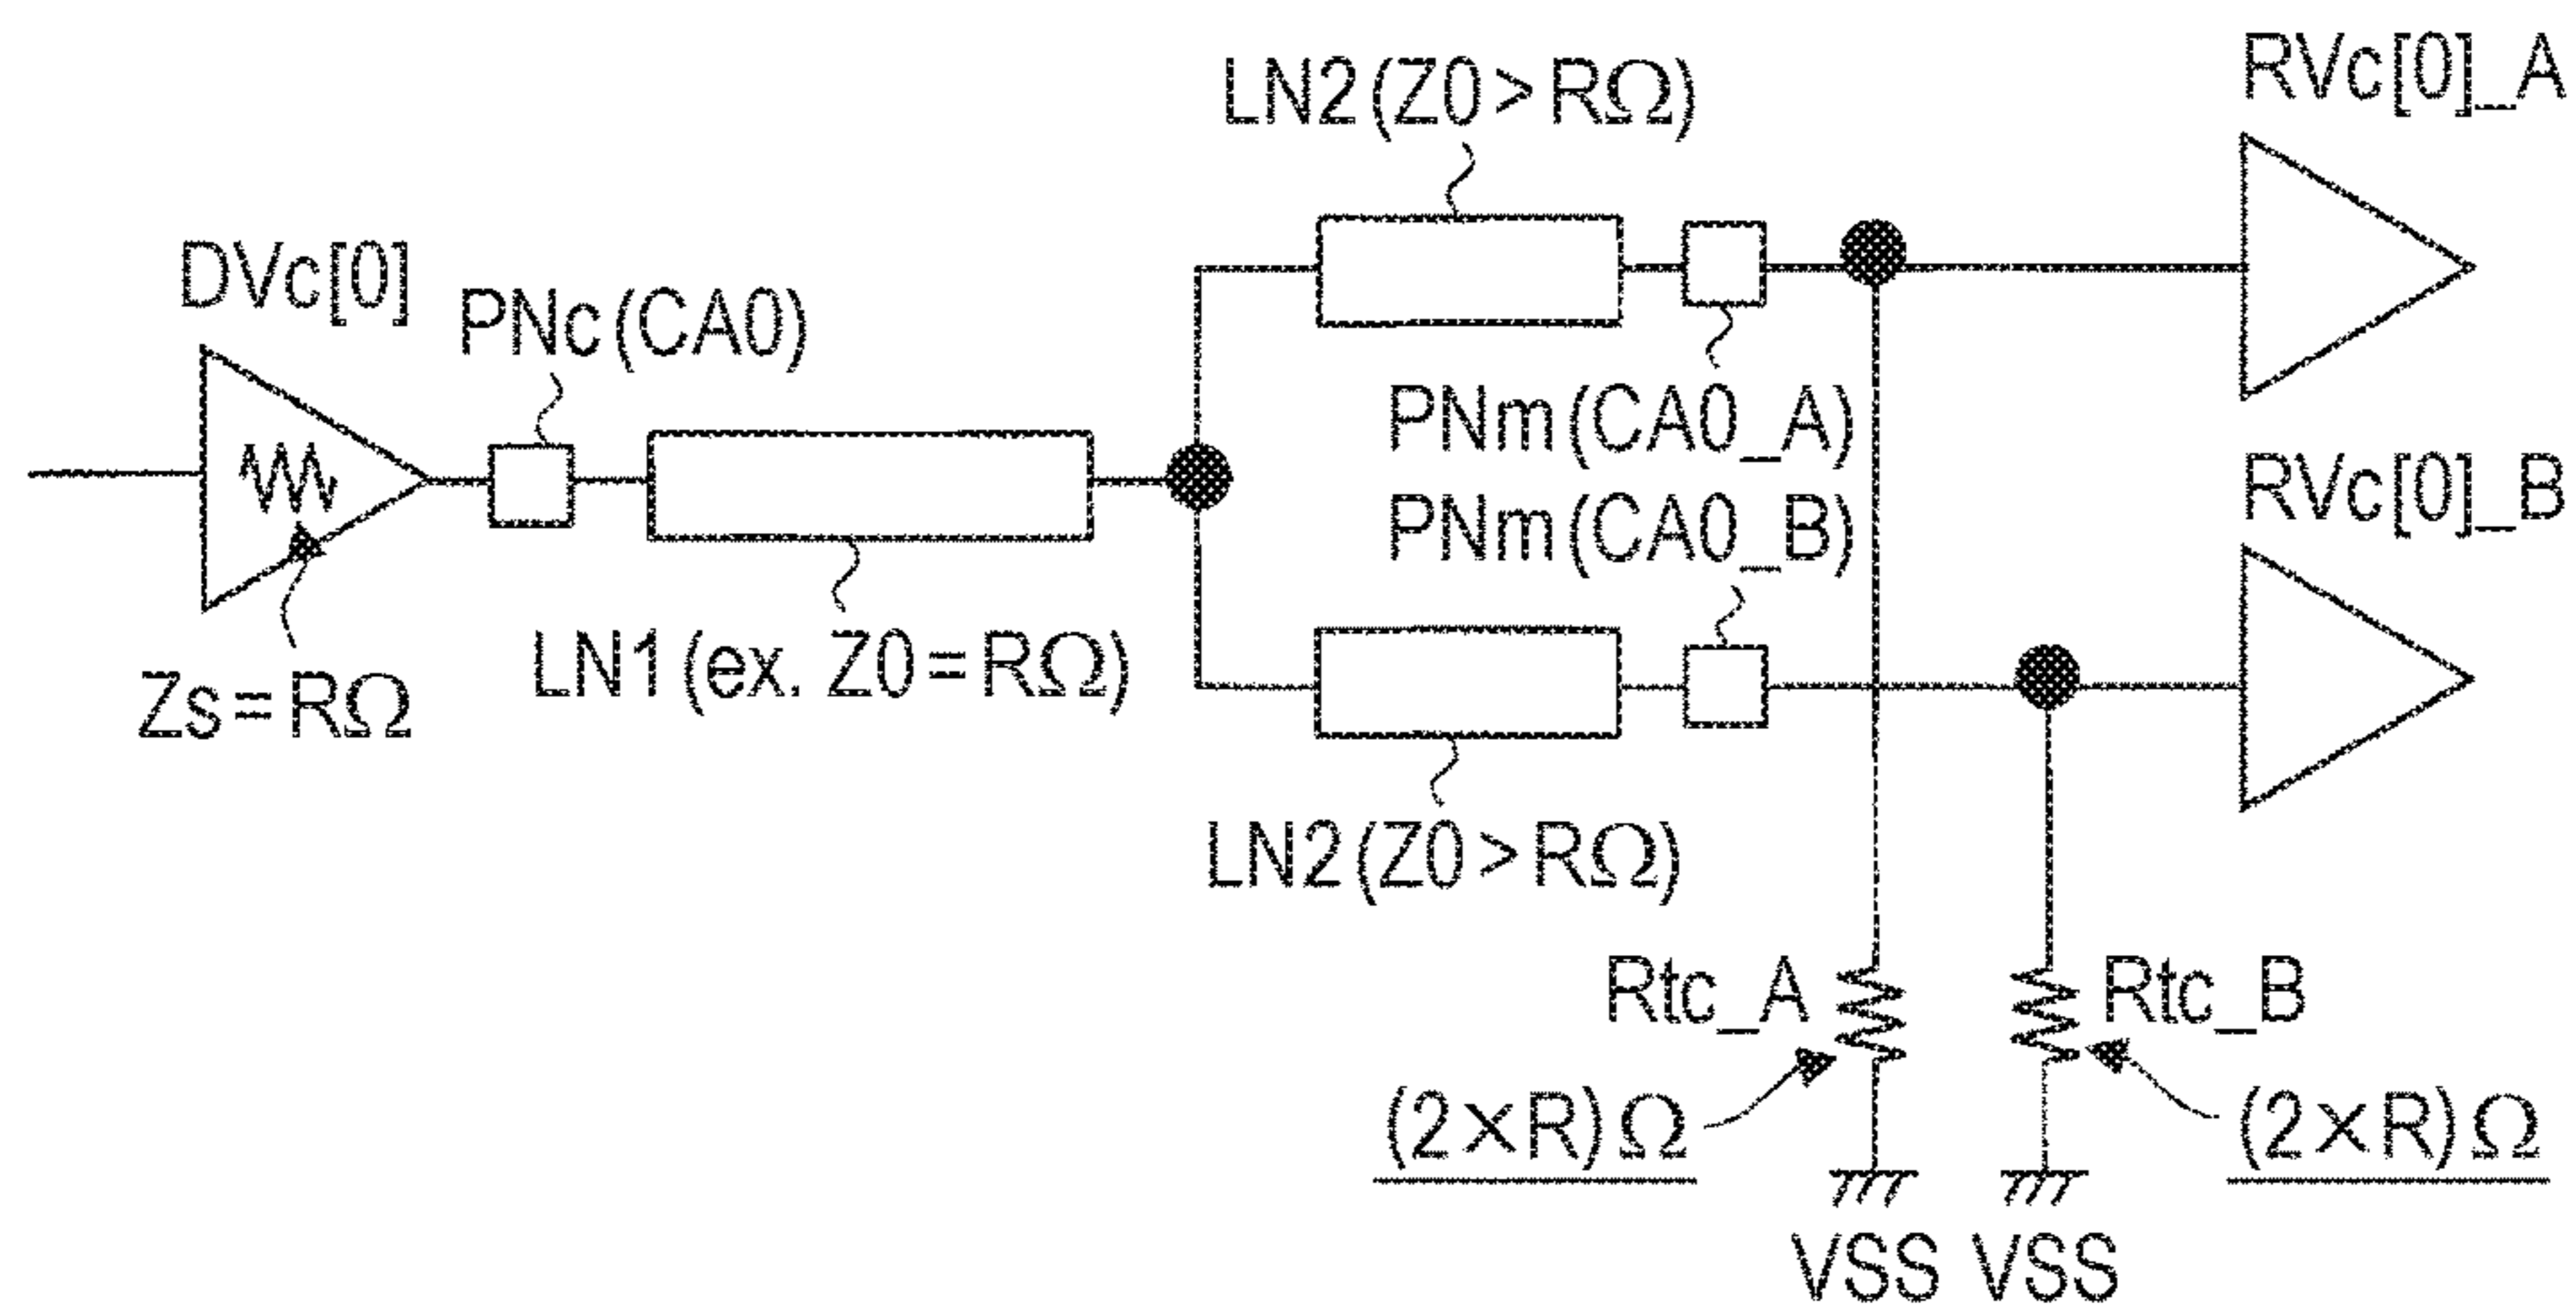 RVc[0]_A
LN2(Z0>RΩ)
DVc[0]
PNc(CA0)
PNm(CA0_A)
PNm(CA0_B)
RVc[0]_B
LN1(ex. Z0=RΩ)
Zs=RΩ
LN2(Z0>RΩ)
Rtc_A
Rtc_B
(2×R)Ω
(2×R)Ω
VSS
VSS